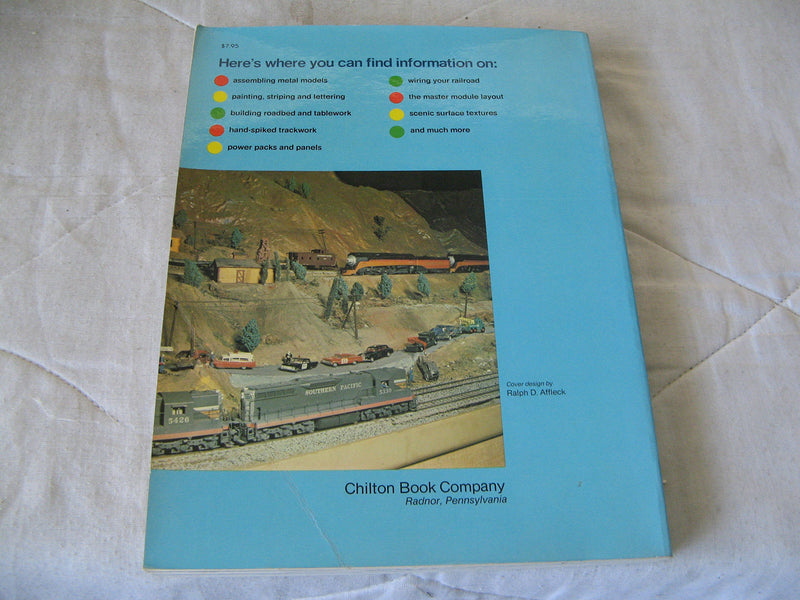 $7.95
Here's where you can find information on:
assembling metal models
painting, striping and lettering
building roadbed and tablework
hand-spiked trackwork
power packs and panels
wiring your railroad
the master module layout
scenic surface textures
and much more
SOUTHERN PACIFIC
5330
5426
Cover design by
Ralph D. Affleck
Chilton Book Company
Radnor, Pennsylvania